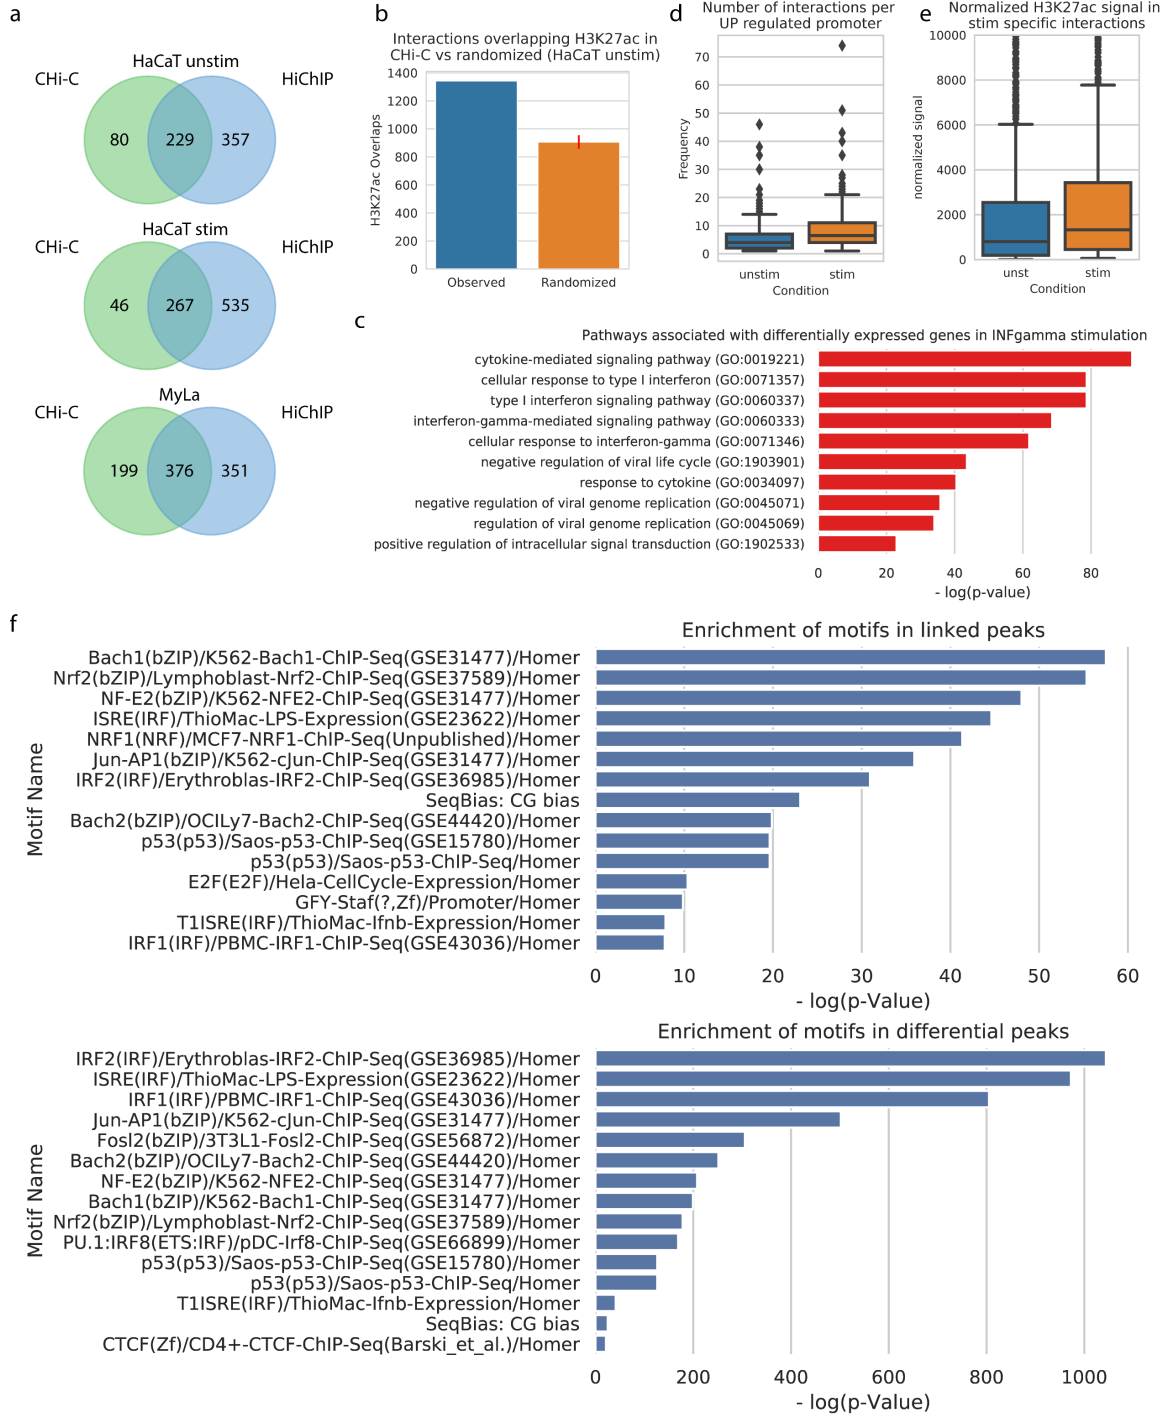 a
HaCaT unstim
CHi-C
HiChIP
80
229
357
HaCaT stim
CHi-C
HiChIP
46
267
535
MyLa
CHi-C
HiChIP
199
376
351
b
Interactions overlapping H3K27ac in
CHi-C vs randomized (HaCaT unstim)
H3K27ac Overlaps
1400
1200
1000
800
600
400
200
0
Observed
Randomized
d
Number of interactions per
UP regulated promoter
Frequency
70
60
50
40
30
20
10
0
unstim
stim
Condition
e
Normalized H3K27ac signal in
stim specific interactions
normalized signal
10000
8000
6000
4000
2000
0
unst
stim
Condition
c
Pathways associated with differentially expressed genes in INFgamma stimulation
cytokine-mediated signaling pathway (GO:0019221)
cellular response to type I interferon (GO:0071357)
type I interferon signaling pathway (GO:0060337)
interferon-gamma-mediated signaling pathway (GO:0060333)
cellular response to interferon-gamma (GO:0071346)
negative regulation of viral life cycle (GO:1903901)
response to cytokine (GO:0034097)
negative regulation of viral genome replication (GO:0045071)
regulation of viral genome replication (GO:0045069)
positive regulation of intracellular signal transduction (GO:1902533)
0 20 40 60 80
- log(p-value)
f
Enrichment of motifs in linked peaks
Motif Name
Bach1(bZIP)/K562-Bach1-ChIP-Seq(GSE31477)/Homer
Nrf2(bZIP)/Lymphoblast-Nrf2-ChIP-Seq(GSE37589)/Homer
NF-E2(bZIP)/K562-NFE2-ChIP-Seq(GSE31477)/Homer
ISRE(IRF)/ThioMac-LPS-Expression(GSE23622)/Homer
NRF1(NRF)/MCF7-NRF1-ChIP-Seq(Unpublished)/Homer
Jun-AP1(bZIP)/K562-cJun-ChIP-Seq(GSE31477)/Homer
IRF2(IRF)/Erythroblas-IRF2-ChIP-Seq(GSE36985)/Homer
SeqBias: CG bias
Bach2(bZIP)/OCILy7-Bach2-ChIP-Seq(GSE44420)/Homer
p53(p53)/Saos-p53-ChIP-Seq(GSE15780)/Homer
p53(p53)/Saos-p53-ChIP-Seq/Homer
E2F(E2F)/Hela-CellCycle-Expression/Homer
GFY-Staf(?,Zf)/Promoter/Homer
T1ISRE(IRF)/ThioMac-Ifnb-Expression/Homer
IRF1(IRF)/PBMC-IRF1-ChIP-Seq(GSE43036)/Homer
0 10 20 30 40 50 60
- log(p-Value)
Enrichment of motifs in differential peaks
Motif Name
IRF2(IRF)/Erythroblas-IRF2-ChIP-Seq(GSE36985)/Homer
ISRE(IRF)/ThioMac-LPS-Expression(GSE23622)/Homer
IRF1(IRF)/PBMC-IRF1-ChIP-Seq(GSE43036)/Homer
Jun-AP1(bZIP)/K562-cJun-ChIP-Seq(GSE31477)/Homer
Fosl2(bZIP)/3T3L1-Fosl2-ChIP-Seq(GSE56872)/Homer
Bach2(bZIP)/OCILy7-Bach2-ChIP-Seq(GSE44420)/Homer
NF-E2(bZIP)/K562-NFE2-ChIP-Seq(GSE31477)/Homer
Bach1(bZIP)/K562-Bach1-ChIP-Seq(GSE31477)/Homer
Nrf2(bZIP)/Lymphoblast-Nrf2-ChIP-Seq(GSE37589)/Homer
PU.1:IRF8(ETS:IRF)/pDC-Irf8-ChIP-Seq(GSE66899)/Homer
p53(p53)/Saos-p53-ChIP-Seq(GSE15780)/Homer
p53(p53)/Saos-p53-ChIP-Seq/Homer
T1ISRE(IRF)/ThioMac-Ifnb-Expression/Homer
SeqBias: CG bias
CTCF(Zf)/CD4+-CTCF-ChIP-Seq(Barski_et_al.)/Homer
0 200 400 600 800 1000
- log(p-Value)